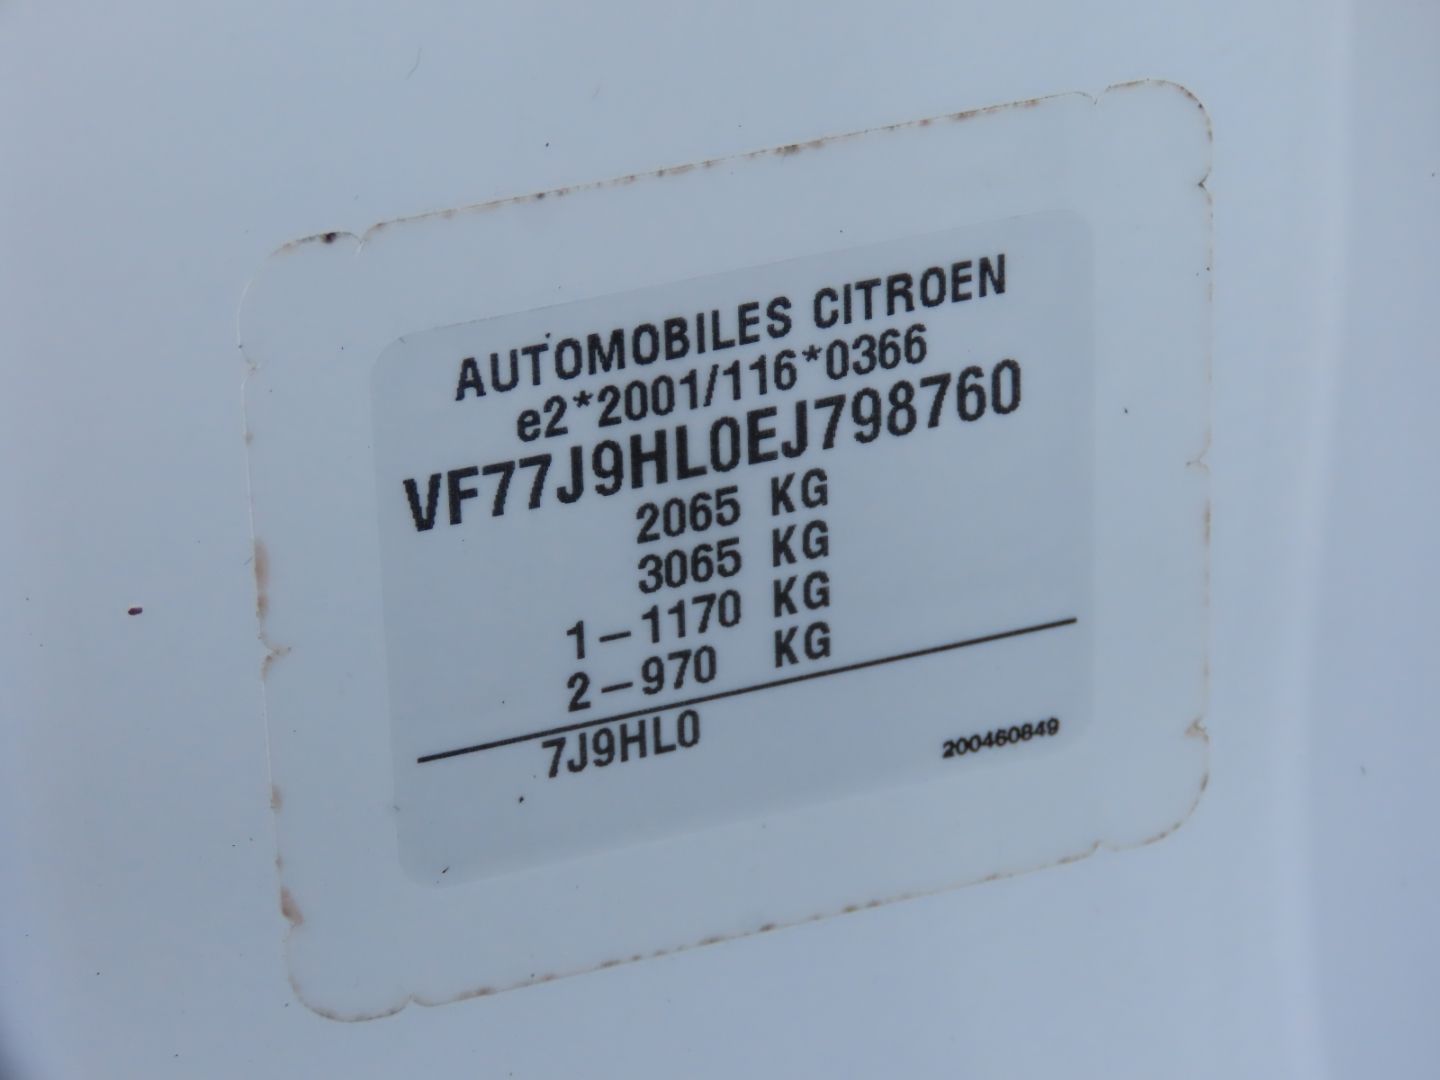 AUTOMOBILES CITROEN
e2*2001/116*0366
VF77J9HL0EJ798760
2065 KG
3065 KG
1-1170 KG
2-970 KG
7J9HL0
200460849